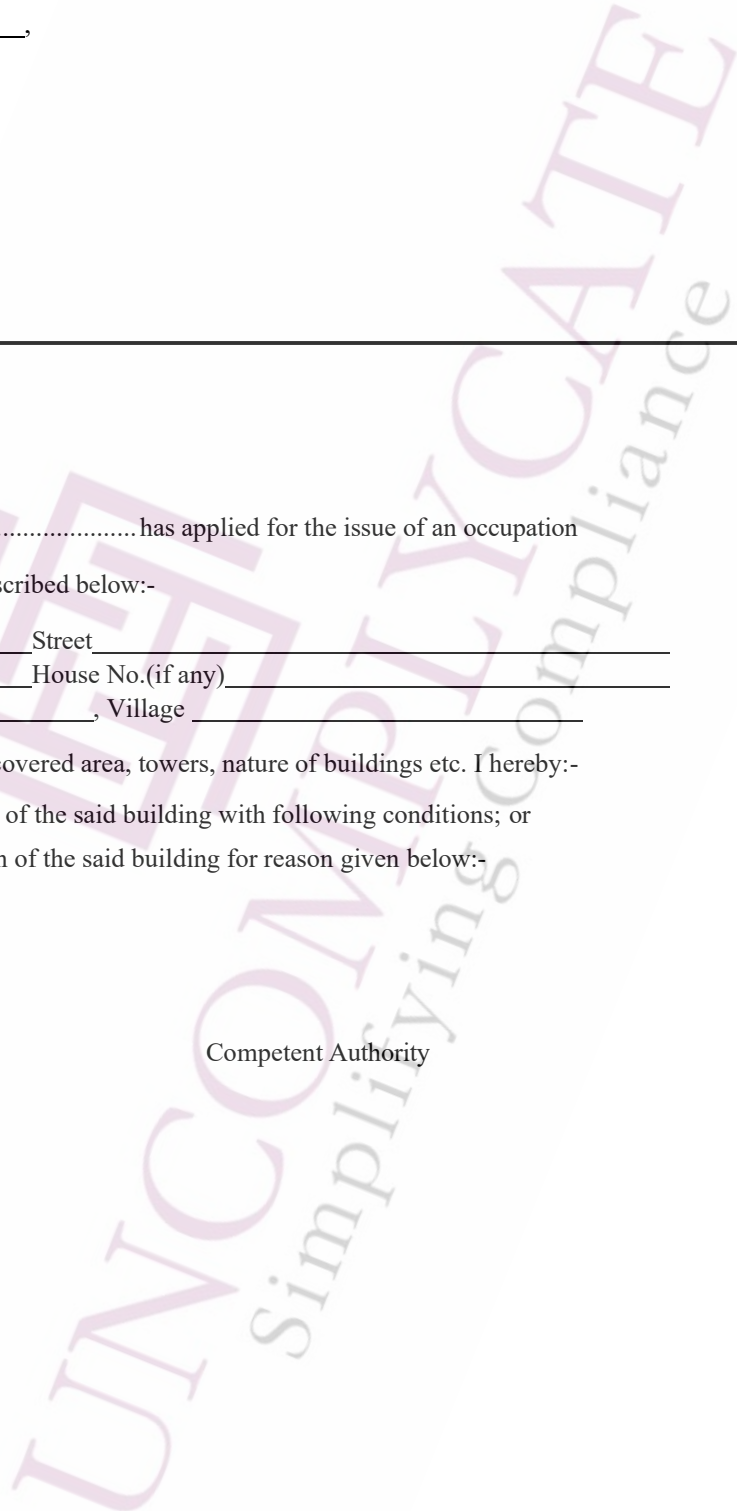 ,
.................... has applied for the issue of an occupation
scribed below:-
Street
House No.(if any)
, Village
overed area, towers, nature of buildings etc. I hereby:-
of the said building with following conditions; or
n of the said building for reason given below:-
Competent Authority
UNCOMPLYCATE
Simplifying Compliance